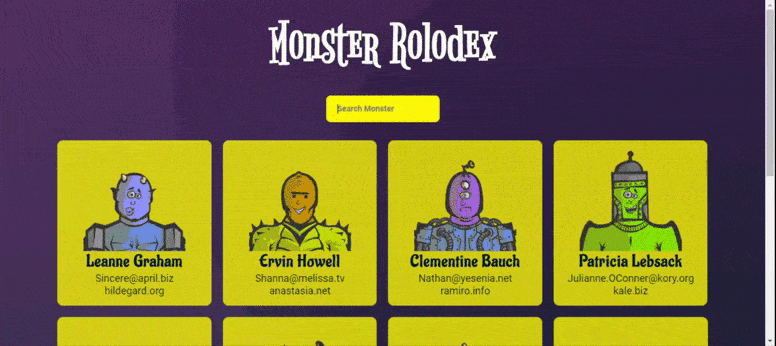 Monster Rolodex
Search Monster
Leanne Graham
Sincere@april.biz
hildegard.org
Ervin Howell
Shanna@melissa.tv
anastasia.net
Clementine Bauch
Nathan@yesenia.net
ramiro.info
Patricia Lebsack
Julianne.OConner@kory.org
kale.biz